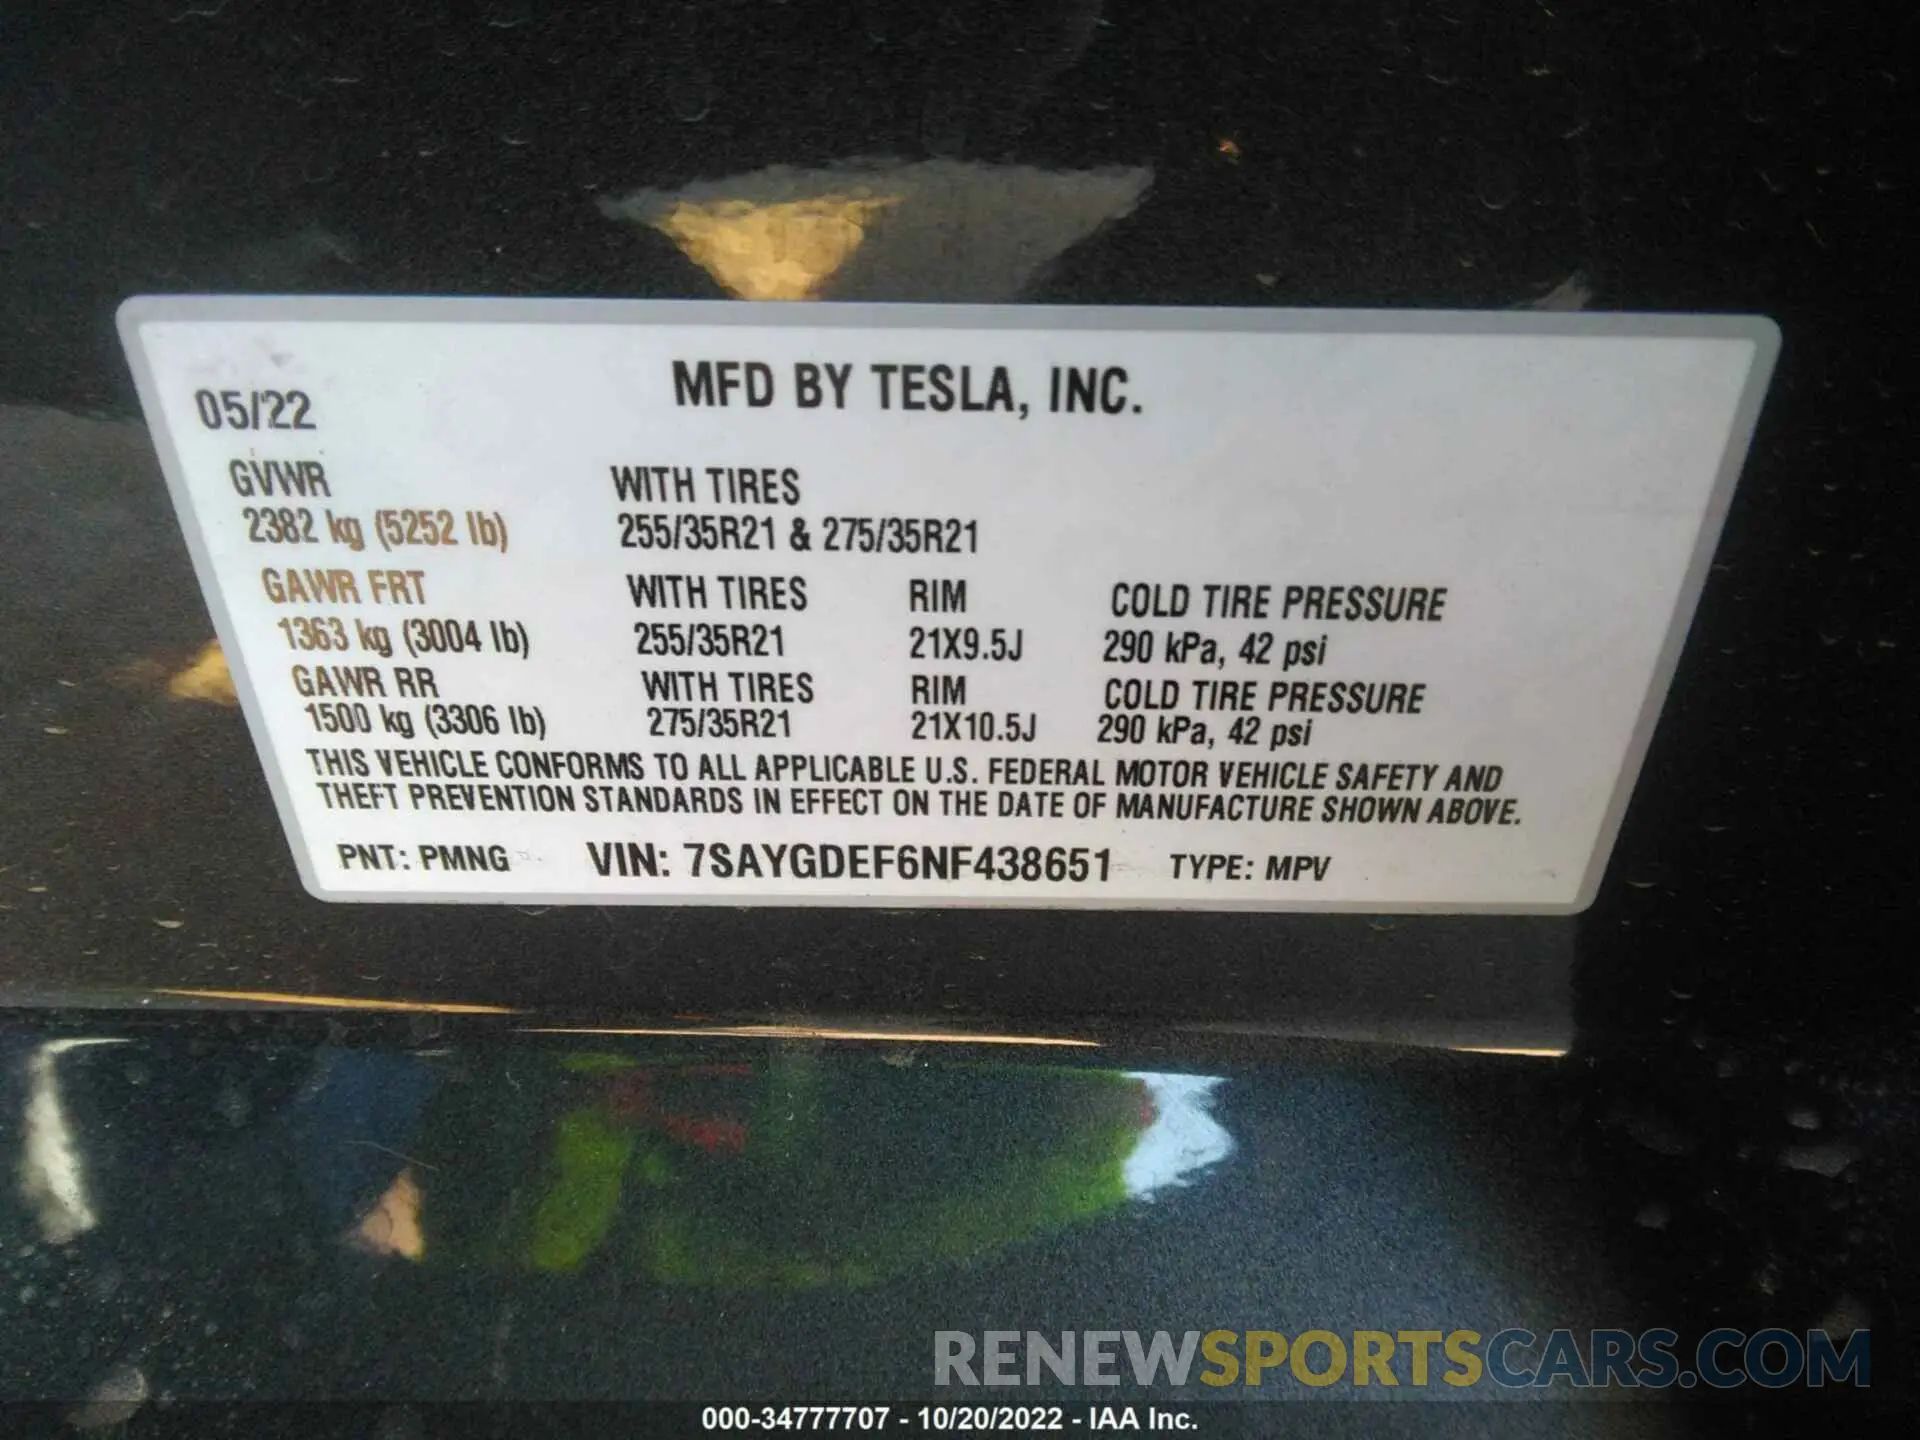 MFD BY TESLA, INC.
05/22
GVWR WITH TIRES
2382 kg (5252 lb) 255/35R21 & 275/35R21
GAWR FRT WITH TIRES RIM COLD TIRE PRESSURE
1363 kg (3004 lb) 255/35R21 21X9.5J 290 kPa, 42 psi
GAWR RR WITH TIRES RIM COLD TIRE PRESSURE
1500 kg (3306 lb) 275/35R21 21X10.5J 290 kPa, 42 psi
THIS VEHICLE CONFORMS TO ALL APPLICABLE U.S. FEDERAL MOTOR VEHICLE SAFETY AND
THEFT PREVENTION STANDARDS IN EFFECT ON THE DATE OF MANUFACTURE SHOWN ABOVE.
PNT: PMNG VIN: 7SAYGDEF6NF438651 TYPE: MPV
RENEWSPORTSCARS.COM
000-34777707 - 10/20/2022 - IAA Inc.